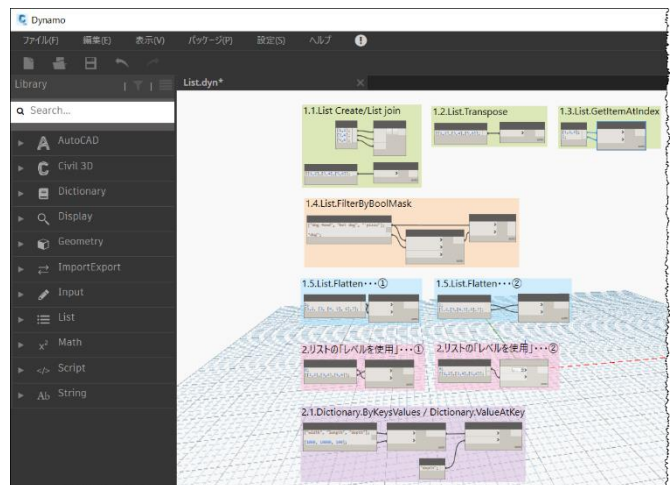 Dynamo
ファイル(F) 編集(E) 表示(V) パッケージ(P) 設定(S) ヘルプ
Library
List.dyn*
Search...
AutoCAD
Civil 3D
Dictionary
Display
Geometry
ImportExport
Input
List
Math
Script
String
1.1.List Create/List join
1.2.List.Transpose
1.3.List.GetItemAtIndex
1.4.List.FilterByBoolMask
1.5.List.Flatten・・・①
1.5.List.Flatten・・・②
2.リストの「レベルを使用」・・・①
2.リストの「レベルを使用」・・・②
2.1.Dictionary.ByKeysValues / Dictionary.ValueAtKey